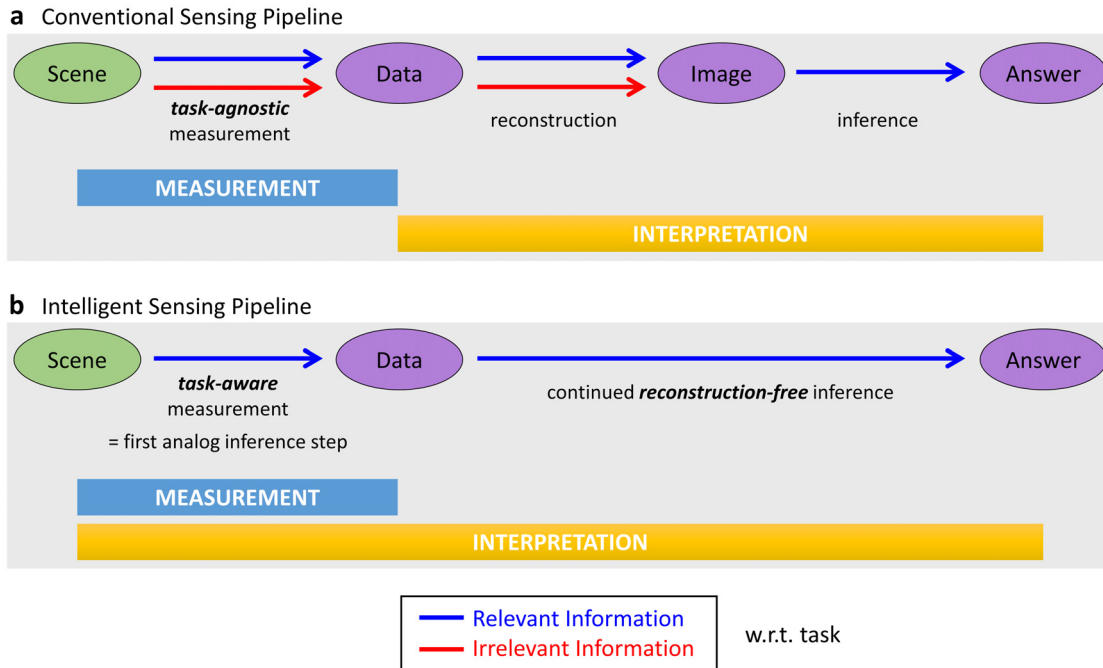 a Conventional Sensing Pipeline
Scene
Data
Image
Answer
task-agnostic
measurement
reconstruction
inference
MEASUREMENT
INTERPRETATION
b Intelligent Sensing Pipeline
Scene
Data
Answer
task-aware
measurement
= first analog inference step
continued reconstruction-free inference
MEASUREMENT
INTERPRETATION
Relevant Information
Irrelevant Information
w.r.t. task